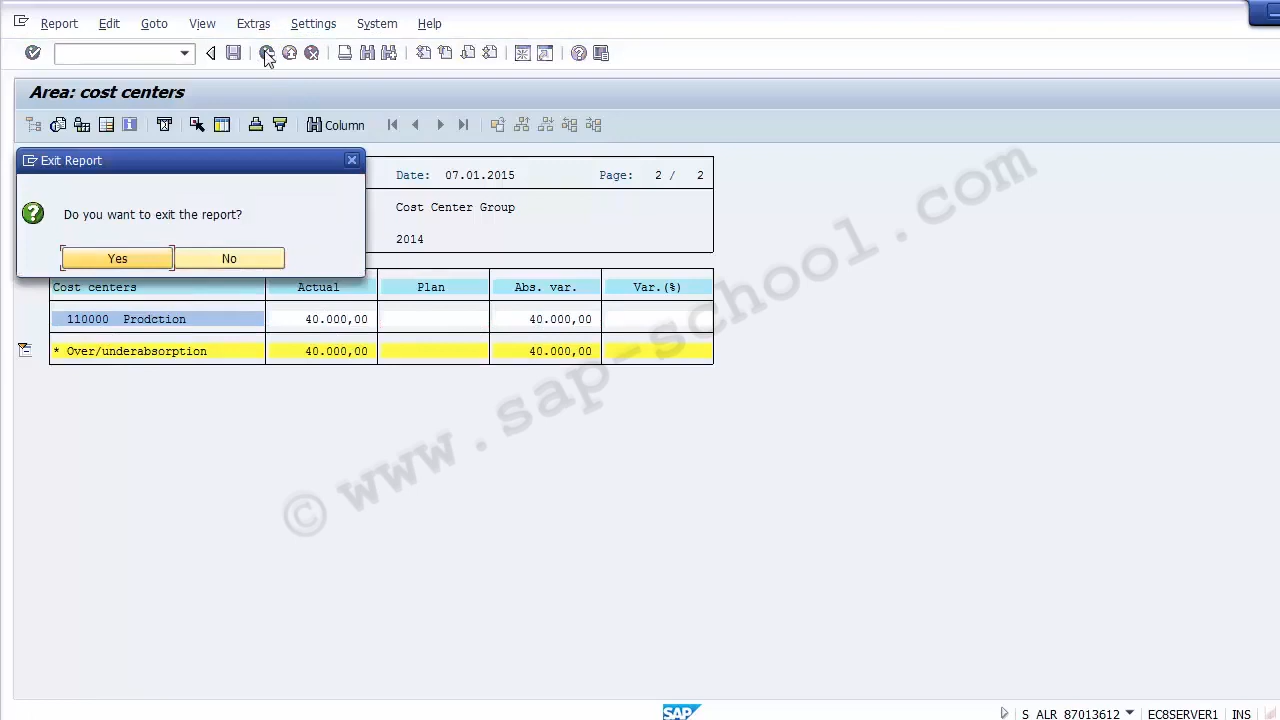 Report Edit Goto View Extras Settings System Help
Area: cost centers
Column
Exit Report
Do you want to exit the report?
Yes No
Date: 07.01.2015 Page: 2 / 2
Cost Center Group
2014
Cost centers Actual Plan Abs. var. Var.(%)
110000 Prodction 40.000,00 40.000,00
* Over/underabsorption 40.000,00 40.000,00
© www.sap-school.com
SAP
S_ALR_87013612 EC8SERVER1 INS